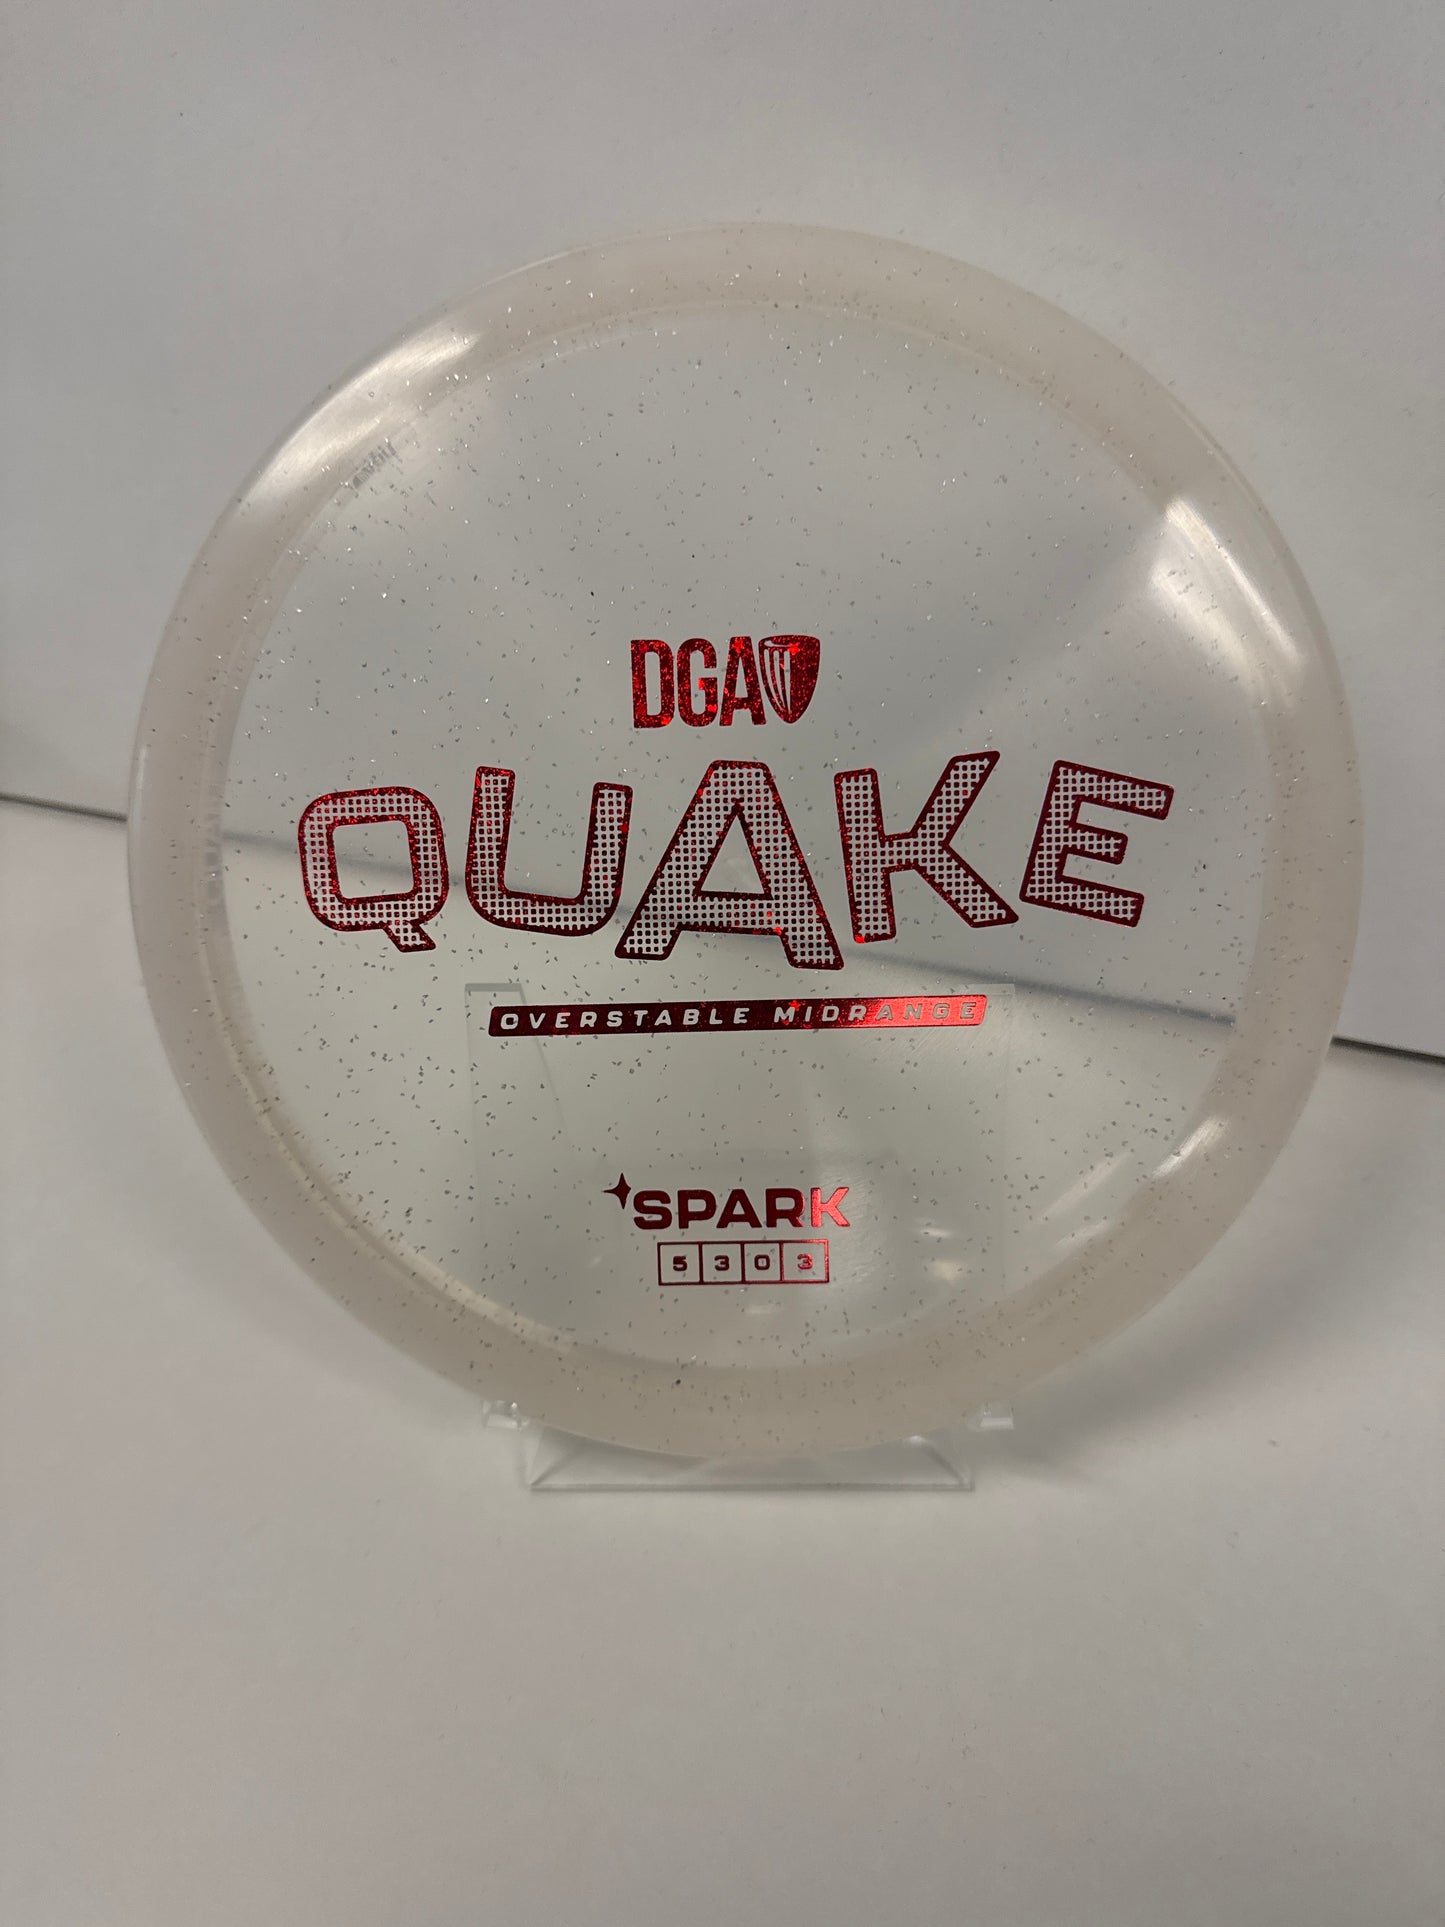 DGA
QUAKE
OVERSTABLE MIDRANGE
SPARK
5 3 0 3